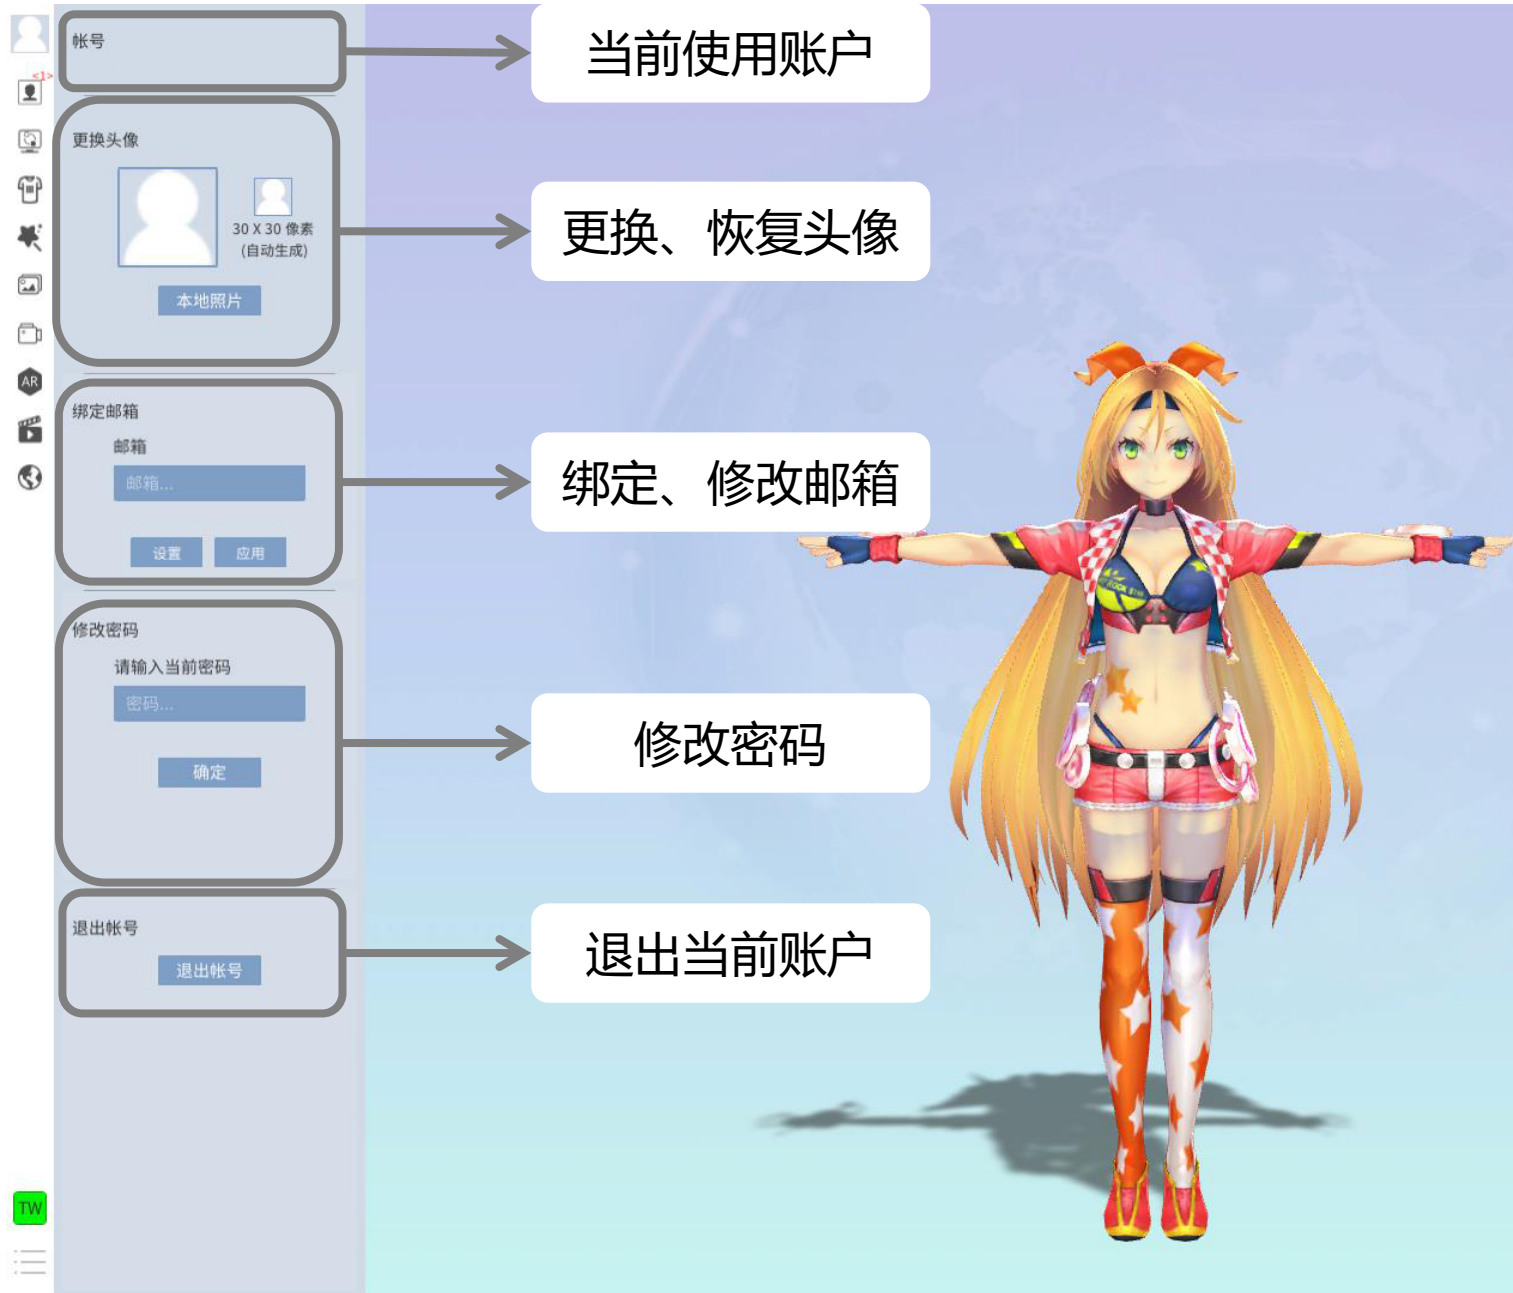 帐号
当前使用账户
<1>
更换头像
30 X 30 像素
(自动生成)
本地照片
更换、恢复头像
AR
绑定邮箱
邮箱
邮箱...
设置
应用
绑定、修改邮箱
修改密码
请输入当前密码
密码...
确定
修改密码
退出帐号
退出帐号
退出当前账户
TW